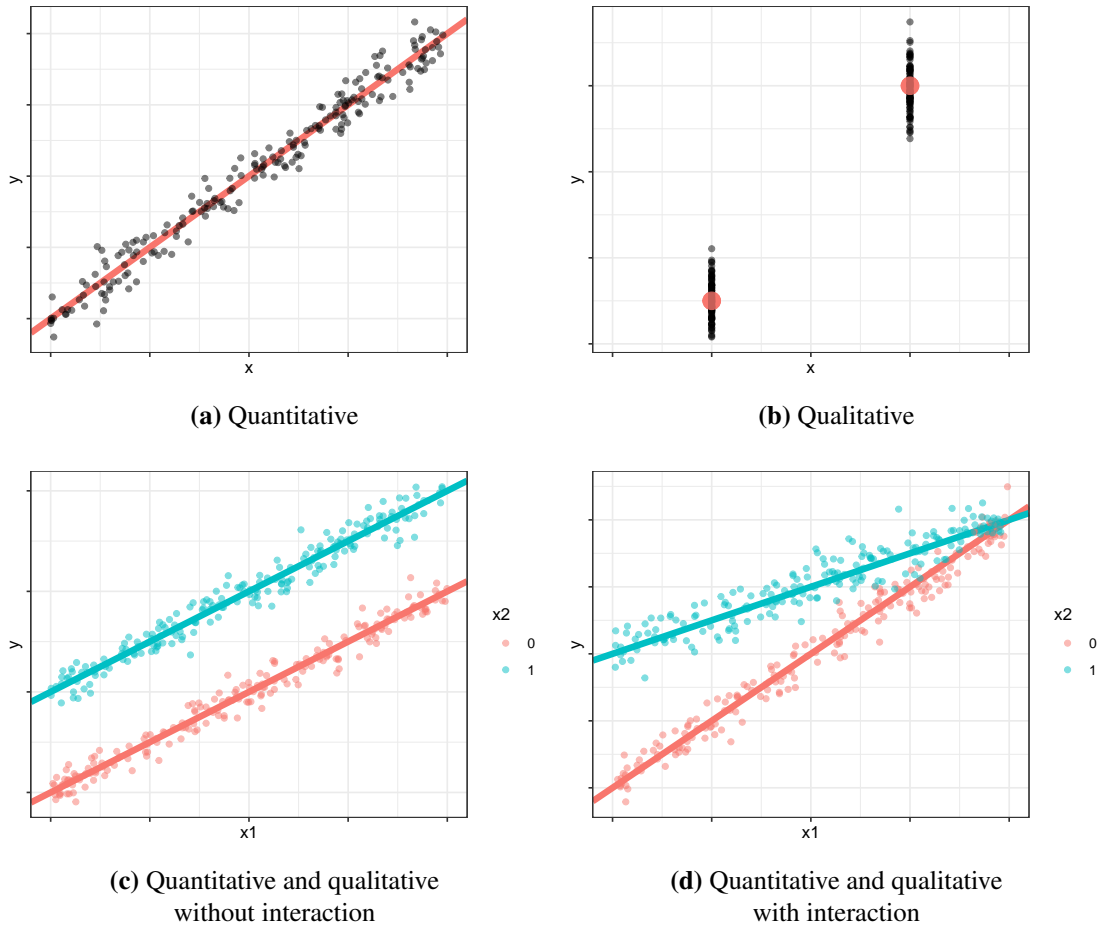 y
x
(a) Quantitative
y
x
(b) Qualitative
y
x1
x2
0
1
(c) Quantitative and qualitative
without interaction
y
x1
x2
0
1
(d) Quantitative and qualitative
with interaction